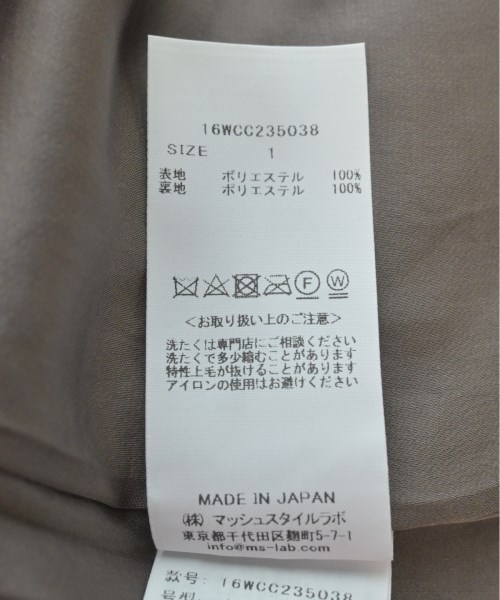 16WCC235038
SIZE 1
表地 ポリエステル 100%
裏地 ポリエステル 100%
F W
＜お取り扱い上のご注意＞
洗たくは専門店にご相談ください
洗たくで多少縮むことがあります
特性上毛が抜けることがあります
アイロンの使用はお避けください
MADE IN JAPAN
(株) マッシュスタイルラボ
東京都千代田区麹町5-7-1
info@ms-lab.com
款号: 16WCC235038
号型: